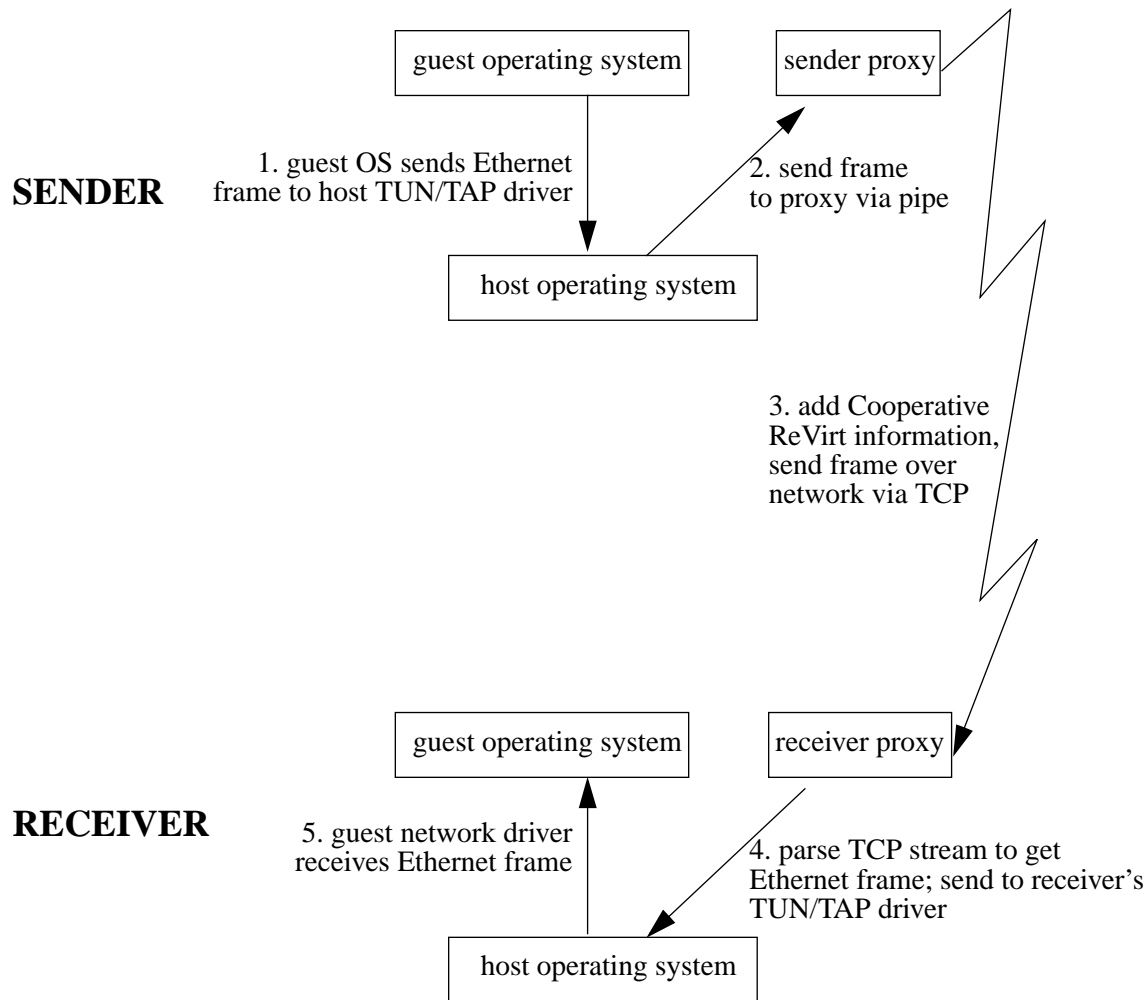 guest operating system
sender proxy
SENDER
1. guest OS sends Ethernet
frame to host TUN/TAP driver
2. send frame
to proxy via pipe
host operating system
3. add Cooperative
ReVirt information,
send frame over
network via TCP
guest operating system
receiver proxy
RECEIVER
5. guest network driver
receives Ethernet frame
4. parse TCP stream to get
Ethernet frame; send to receiver's
TUN/TAP driver
host operating system